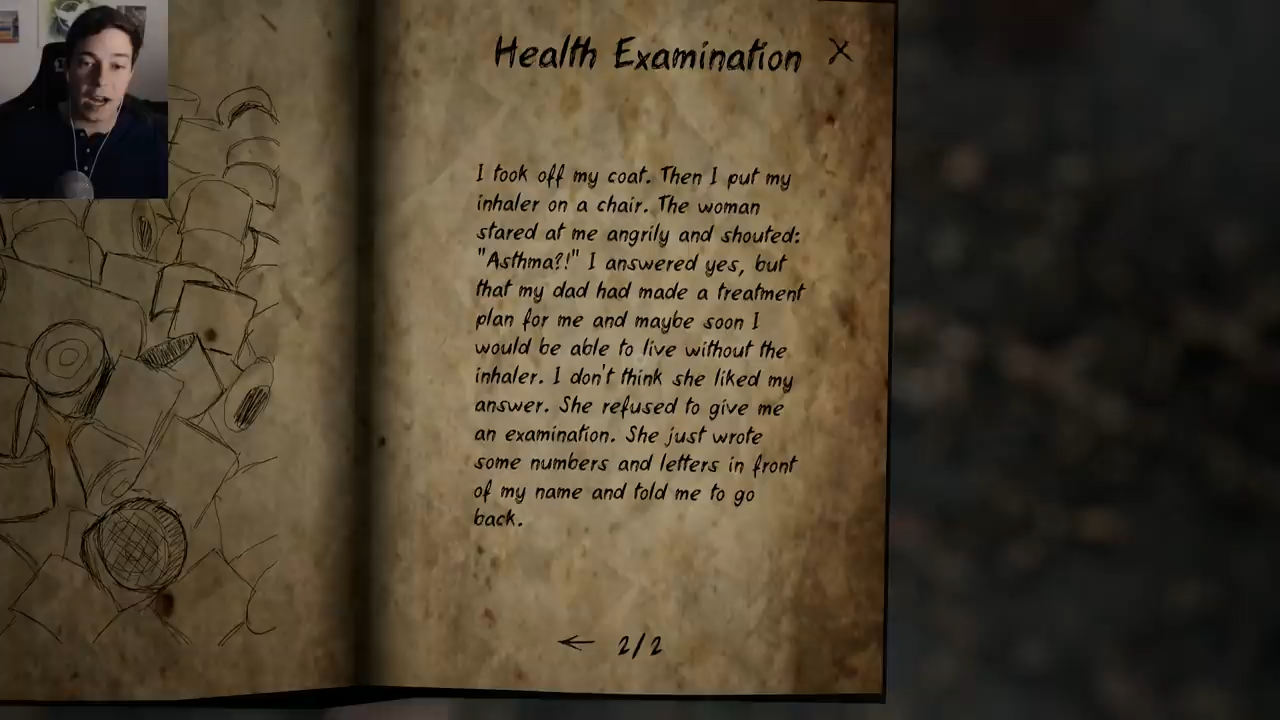 Health Examination X
I took off my coat. Then I put my
inhaler on a chair. The woman
stared at me angrily and shouted:
"Asthma?!" I answered yes, but
that my dad had made a treatment
plan for me and maybe soon I
would be able to live without the
inhaler. I don't think she liked my
answer. She refused to give me
an examination. She just wrote
some numbers and letters in front
of my name and told me to go
back.
← 2/2